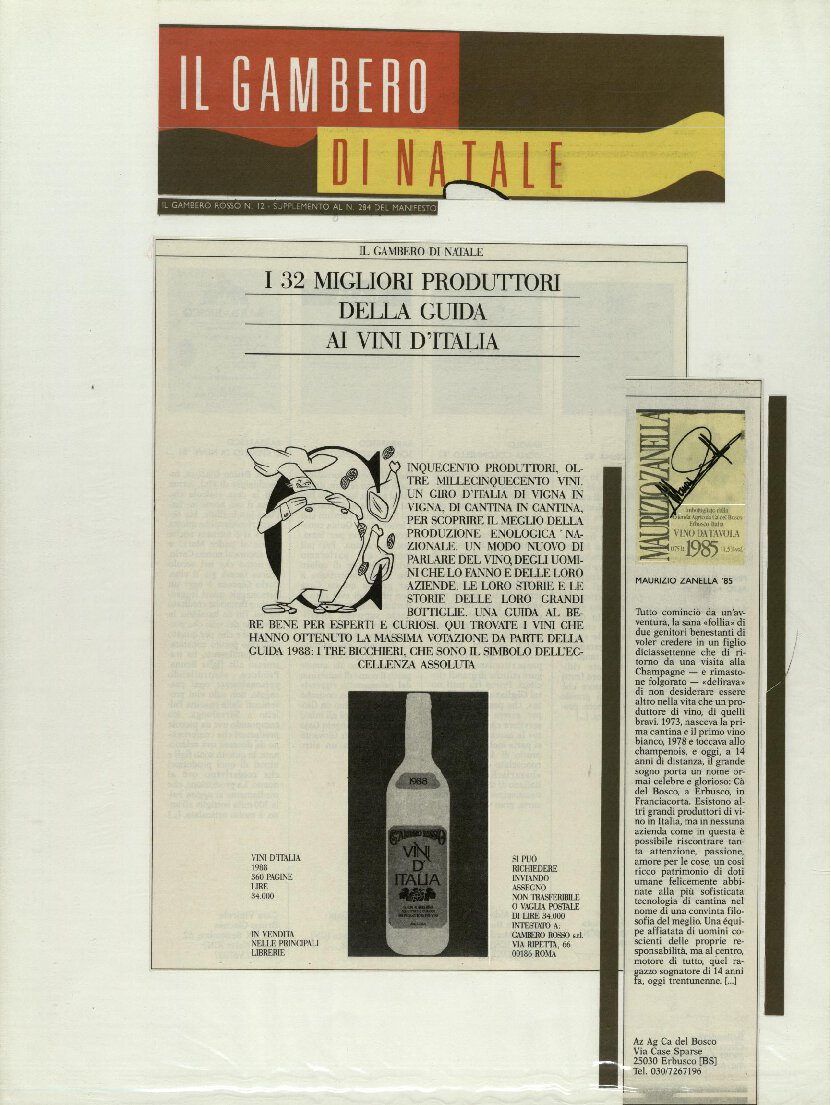 IL GAMBERO
DI NATALE
IL GAMBERO ROSSO N. 12 - SUPPLEMENTO AL N. 284 DEL MANIFESTO
IL GAMBERO DI NATALE
I 32 MIGLIORI PRODUTTORI
DELLA GUIDA
AI VINI D'ITALIA
INQUECENTO PRODUTTORI, OL-
TRE MILLECINQUECENTO VINI.
UN GIRO D'ITALIA DI VIGNA IN
VIGNA, DI CANTINA IN CANTINA,
PER SCOPRIRE IL MEGLIO DELLA
PRODUZIONE ENOLOGICA NA-
ZIONALE. UN MODO NUOVO DI
PARLARE DEL VINO, DEGLI UOMI-
NI CHE LO FANNO E DELLE LORO
AZIENDE. LE LORO STORIE E LE
STORIE DELLE LORO GRANDI
BOTTIGLIE. UNA GUIDA AL BE-
RE BENE PER ESPERTI E CURIOSI. QUI TROVATE I VINI CHE
HANNO OTTENUTO LA MASSIMA VOTAZIONE DA PARTE DELLA
GUIDA 1988: I TRE BICCHIERI, CHE SONO IL SIMBOLO DELL'EC-
CELLENZA ASSOLUTA
1988
GAMBERO ROSSO
VINI
D'
ITALIA
VINI D'ITALIA
1988
560 PAGINE
LIRE
34.000
IN VENDITA
NELLE PRINCIPALI
LIBRERIE
SI PUÒ
RICHIEDERE
INVIANDO
ASSEGNO
NON TRASFERIBILE
O VAGLIA POSTALE
DI LIRE 34.000
INTESTATO A:
GAMBERO ROSSO srl.
VIA RIPETTA, 66
00186 ROMA
MAURIZIO ZANELLA
imbottigliato dalla
Azienda Agricola Ca' del Bosco
Erbusco Italia
VINO DA TAVOLA
1985
MAURIZIO ZANELLA '85
Tutto cominciò da un'av-
ventura, la sana «follia» di
due genitori benestanti di
voler credere in un figlio
diciassettenne che di ri-
torno da una visita alla
Champagne — e rimasto-
ne folgorato — «delirava»
di non desiderare essere
altro nella vita che un pro-
duttore di vino, di quelli
bravi. 1973, nasceva la pri-
ma cantina e il primo vino
bianco, 1978 e toccava allo
champenois, e oggi, a 14
anni di distanza, il grande
sogno porta un nome or-
mai celebre e glorioso: Cà
del Bosco, a Erbusco, in
Franciacorta. Esistono al-
tri grandi produttori di vi-
no in Italia, ma in nessuna
azienda come in questa è
possibile riscontrare tan-
ta attenzione, passione,
amore per le cose, un così
ricco patrimonio di doti
umane felicemente abbi-
nate alla più sofisticata
tecnologia di cantina nel
nome di una convinta filo-
sofia del meglio. Una équi-
pe affiatata di uomini co-
scienti delle proprie re-
sponsabilità, ma al centro,
motore di tutto, quel ra-
gazzo sognatore di 14 anni
fa, oggi trentunenne. [...]
Az Ag Ca del Bosco
Via Case Sparse
25030 Erbusco [BS]
Tel. 030/7267196